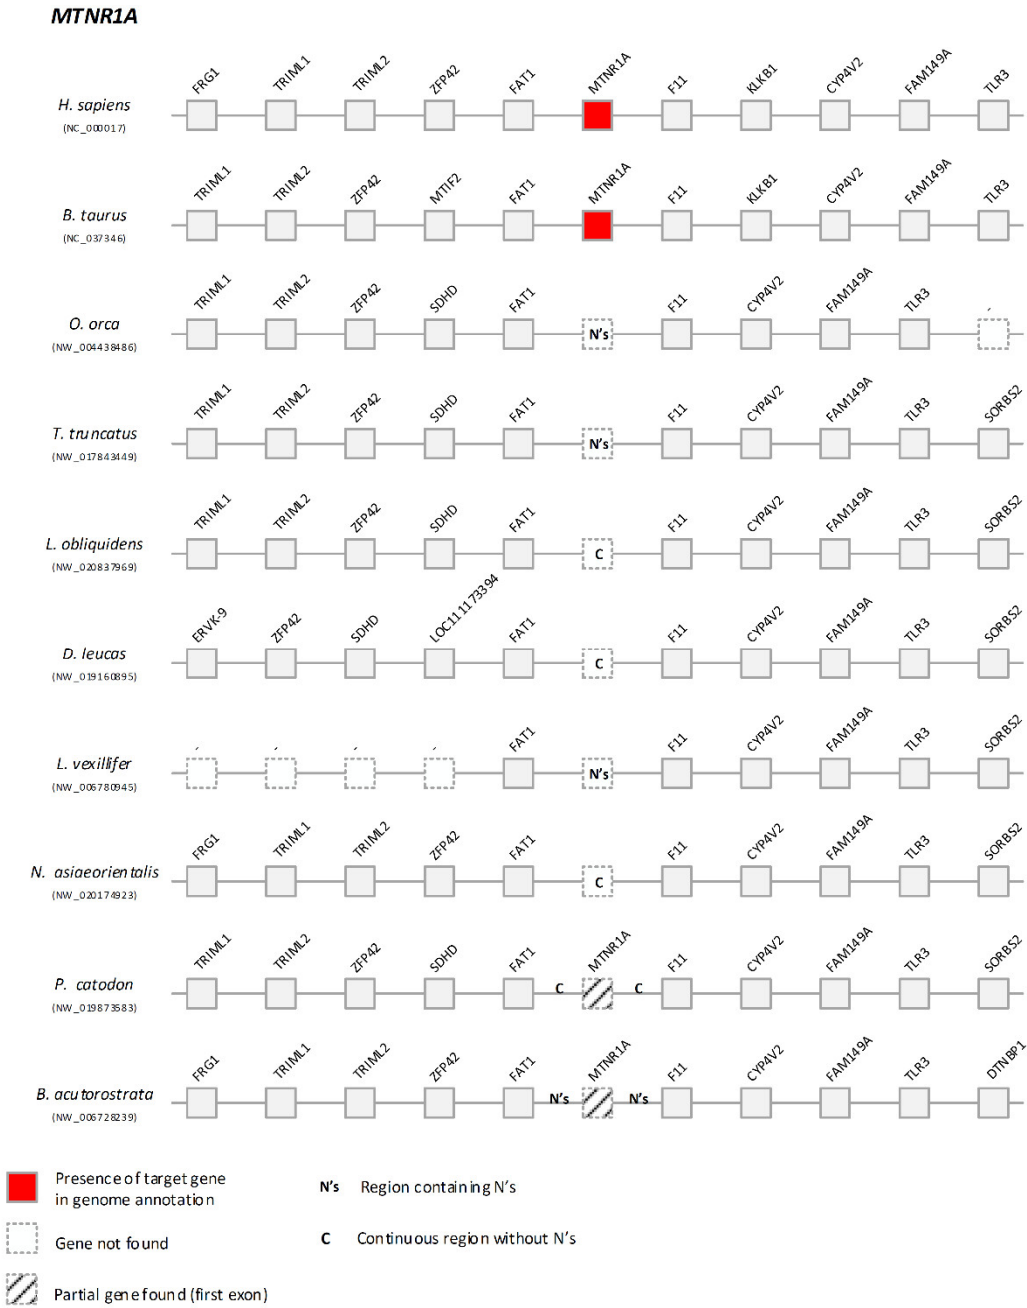 MTNR1A
FRG1 TRIML1 TRIML2 ZFP42 FAT1 MTNR1A F11 KLKB1 CYP4V2 FAM149A TLR3
H. sapiens
(NC_000017)
TRIML1 TRIML2 ZFP42 MTIF2 FAT1 MTNR1A F11 KLKB1 CYP4V2 FAM149A TLR3
B. taurus
(NC_037346)
TRIML1 TRIML2 ZFP42 SDHD FAT1 F11 CYP4V2 FAM149A TLR3 -
O. orca N's
(NW_004438486)
TRIML1 TRIML2 ZFP42 SDHD FAT1 F11 CYP4V2 FAM149A TLR3 SORBS2
T. truncatus N's
(NW_017843449)
TRIML1 TRIML2 ZFP42 SDHD FAT1 F11 CYP4V2 FAM149A TLR3 SORBS2
L. obliquidens C
(NW_020837969)
ERVK-9 ZFP42 SDHD LOC111173394 FAT1 F11 CYP4V2 FAM149A TLR3 SORBS2
D. leucas C
(NW_019160895)
- - - - FAT1 F11 CYP4V2 FAM149A TLR3 SORBS2
L. vexillifer N's
(NW_006780945)
FRG1 TRIML1 TRIML2 ZFP42 FAT1 F11 CYP4V2 FAM149A TLR3 SORBS2
N. asiaeorientalis C
(NW_020174923)
TRIML1 TRIML2 ZFP42 SDHD FAT1 MTNR1A F11 CYP4V2 FAM149A TLR3 SORBS2
P. catodon C C
(NW_019873583)
FRG1 TRIML1 TRIML2 ZFP42 FAT1 MTNR1A F11 CYP4V2 FAM149A TLR3 DTNBP1
B. acutorostrata N's N's
(NW_006728239)
Presence of target gene
in genome annotation
N's Region containing N's
Gene not found
C Continuous region without N's
Partial gene found (first exon)